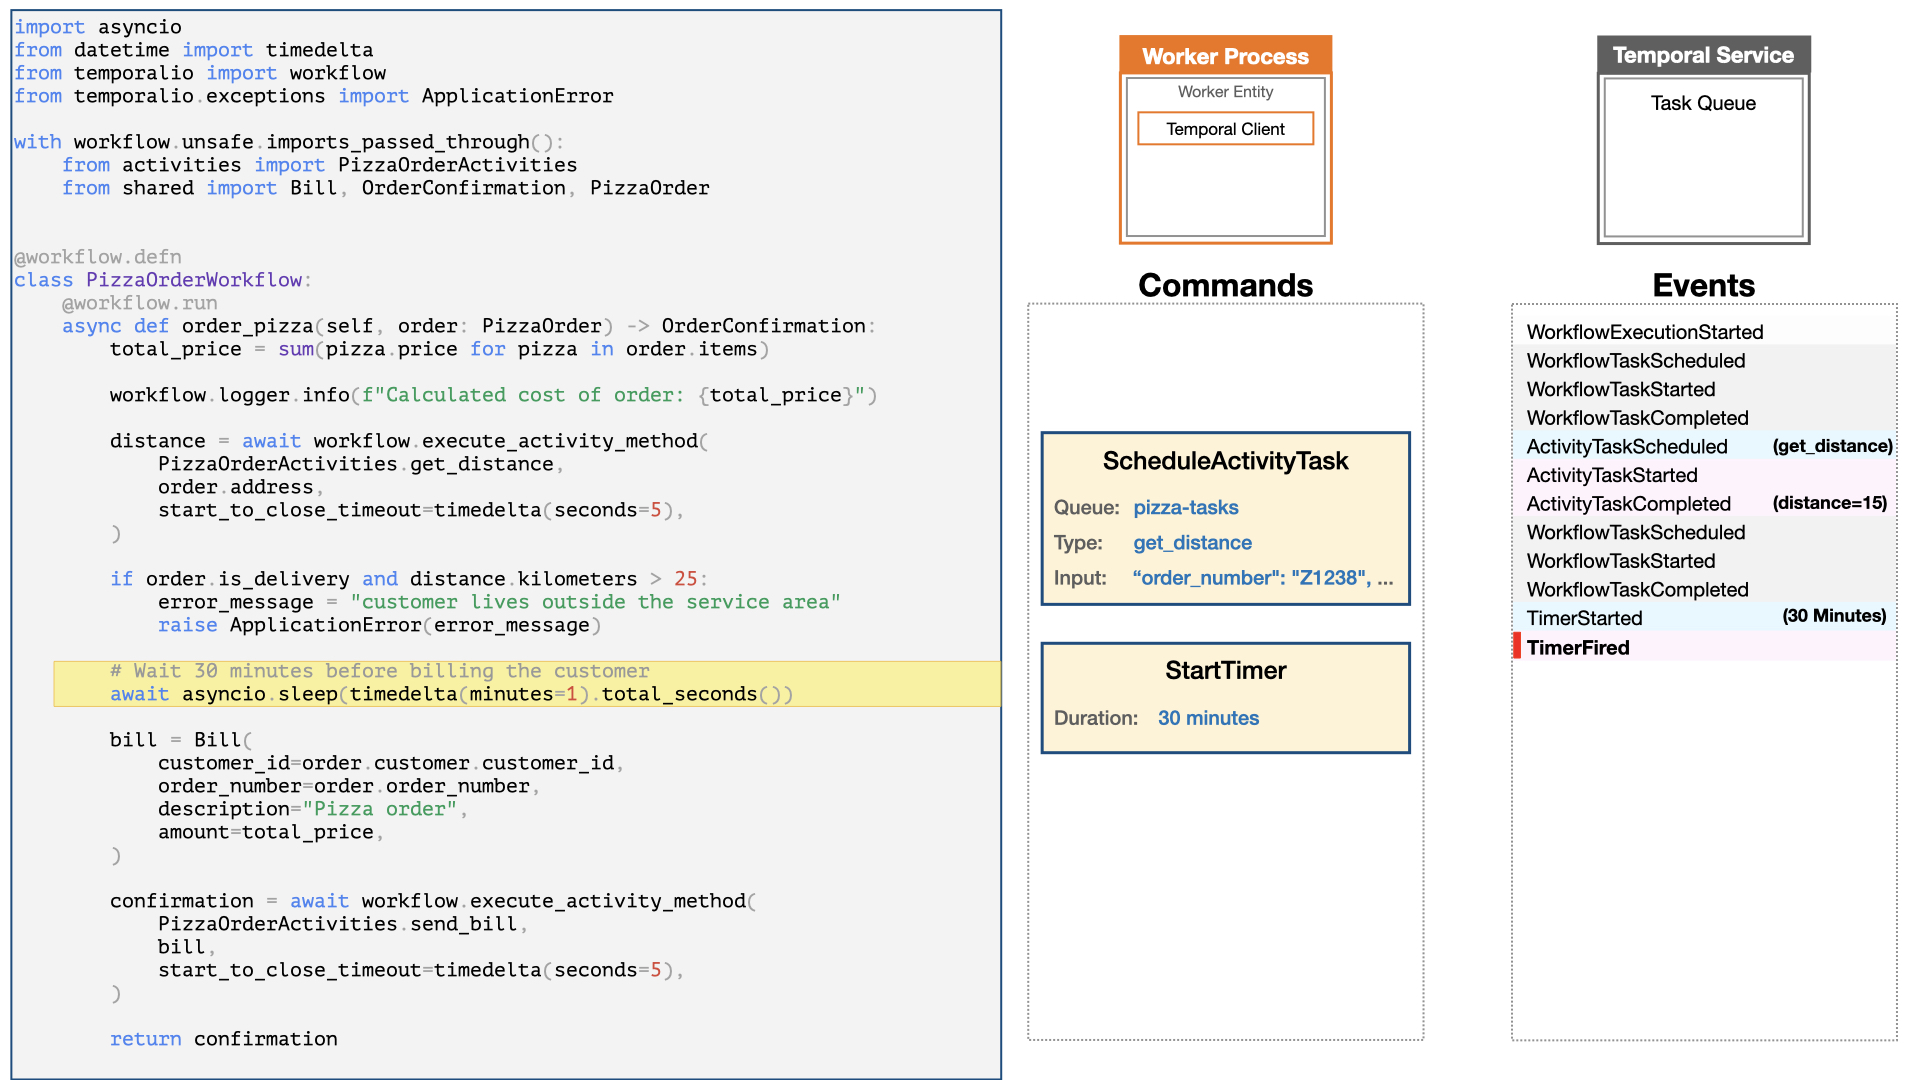 import asyncio
from datetime import timedelta
from temporalio import workflow
from temporalio.exceptions import ApplicationError
with workflow.unsafe.imports_passed_through():
    from activities import PizzaOrderActivities
    from shared import Bill, OrderConfirmation, PizzaOrder
@workflow.defn
class PizzaOrderWorkflow:
    @workflow.run
    async def order_pizza(self, order: PizzaOrder) -> OrderConfirmation:
        total_price = sum(pizza.price for pizza in order.items)
        workflow.logger.info(f"Calculated cost of order: {total_price}")
        distance = await workflow.execute_activity_method(
            PizzaOrderActivities.get_distance,
            order.address,
            start_to_close_timeout=timedelta(seconds=5),
        )
        if order.is_delivery and distance.kilometers > 25:
            error_message = "customer lives outside the service area"
            raise ApplicationError(error_message)
        # Wait 30 minutes before billing the customer
        await asyncio.sleep(timedelta(minutes=1).total_seconds())
        bill = Bill(
            customer_id=order.customer.customer_id,
            order_number=order.order_number,
            description="Pizza order",
            amount=total_price,
        )
        confirmation = await workflow.execute_activity_method(
            PizzaOrderActivities.send_bill,
            bill,
            start_to_close_timeout=timedelta(seconds=5),
        )
        return confirmation
Worker Process
Worker Entity
Temporal Client
Temporal Service
Task Queue
Commands
ScheduleActivityTask
Queue: pizza-tasks
Type: get_distance
Input: “order_number": "Z1238", ...
StartTimer
Duration: 30 minutes
Events
WorkflowExecutionStarted
WorkflowTaskScheduled
WorkflowTaskStarted
WorkflowTaskCompleted
ActivityTaskScheduled (get_distance)
ActivityTaskStarted
ActivityTaskCompleted (distance=15)
WorkflowTaskScheduled
WorkflowTaskStarted
WorkflowTaskCompleted
TimerStarted (30 Minutes)
TimerFired